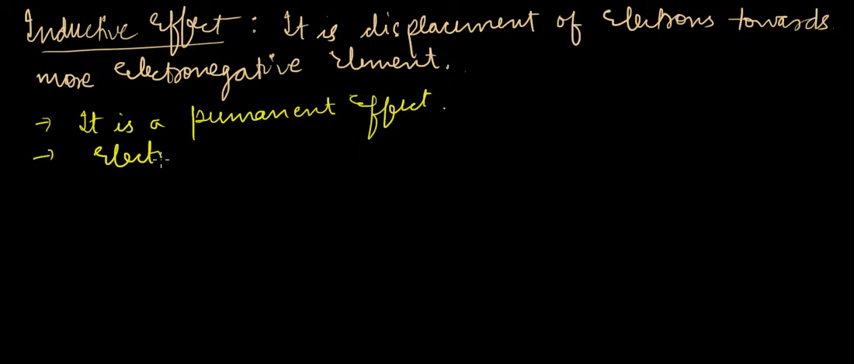 Inductive Effect : It is displacement of Electrons towards
more Electronegative Element.
→ It is a permanent Effect.
→ Elect